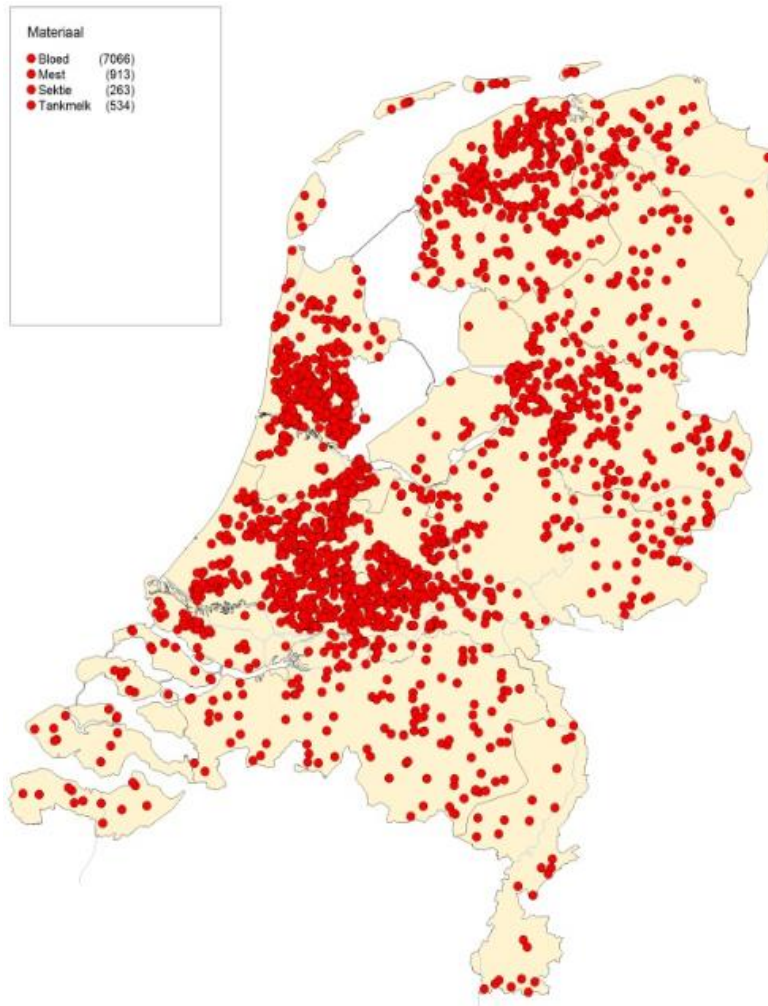 Materiaal
Bloed (7066)
Mest (913)
Sektie (263)
Tankmelk (534)